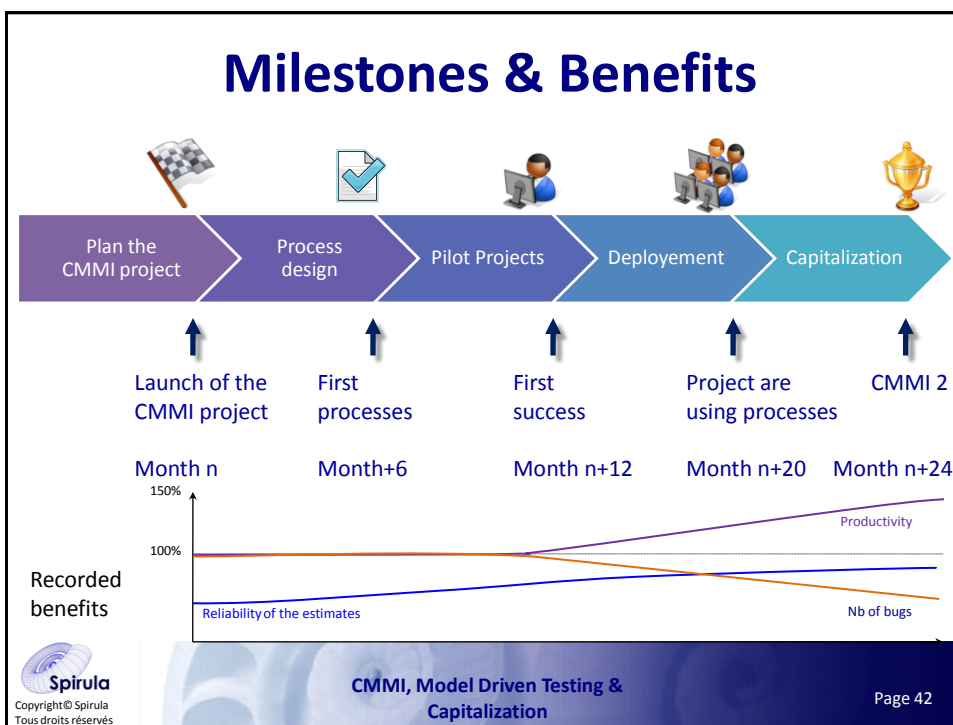 Milestones & Benefits
Plan the
CMMI project
Process
design
Pilot Projects
Deployement
Capitalization
Launch of the
CMMI project
First
processes
First
success
Project are
using processes
CMMI 2
Month n
Month+6
Month n+12
Month n+20
Month n+24
150%
Productivity
100%
Recorded
benefits
Reliability of the estimates
Nb of bugs
Spirula
Copyright© Spirula
Tous droits réservés
CMMI, Model Driven Testing &
Capitalization
Page 42